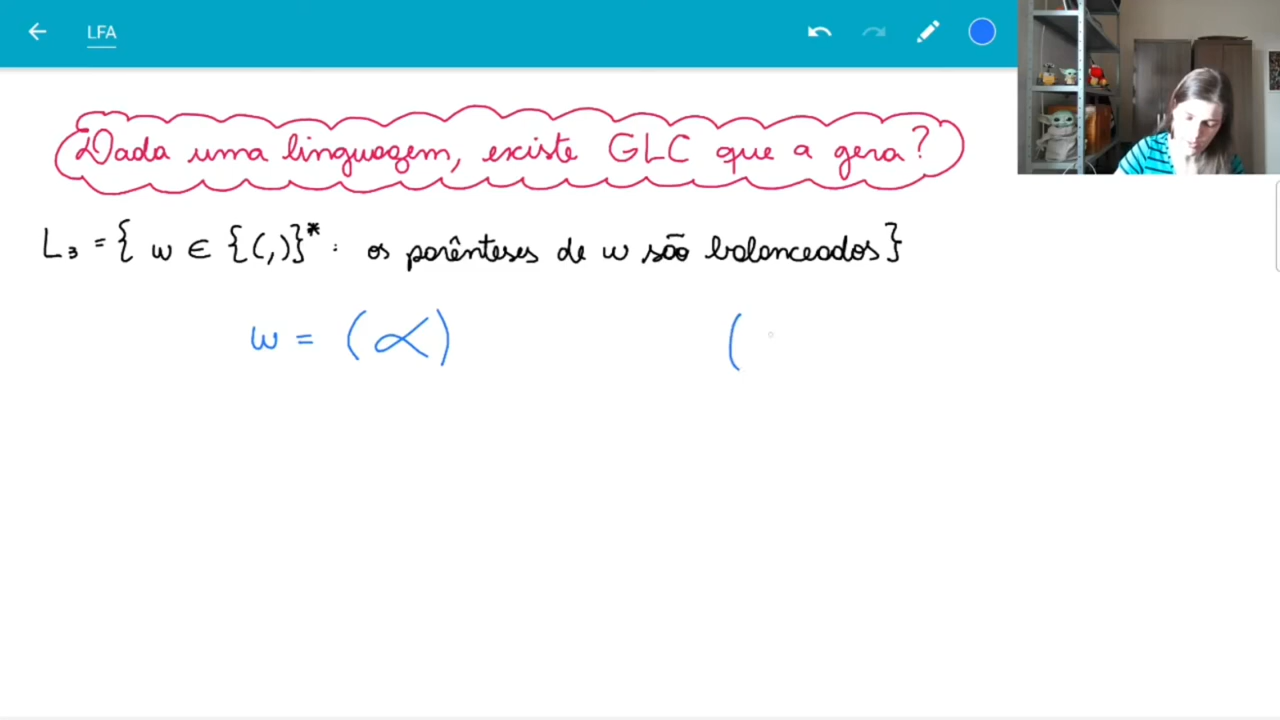 LFA
Dada uma linguagem, existe GLC que a gera?
L₃ = { w ∈ {(,)}* : os parênteses de w são balanceados}
w = (α) (